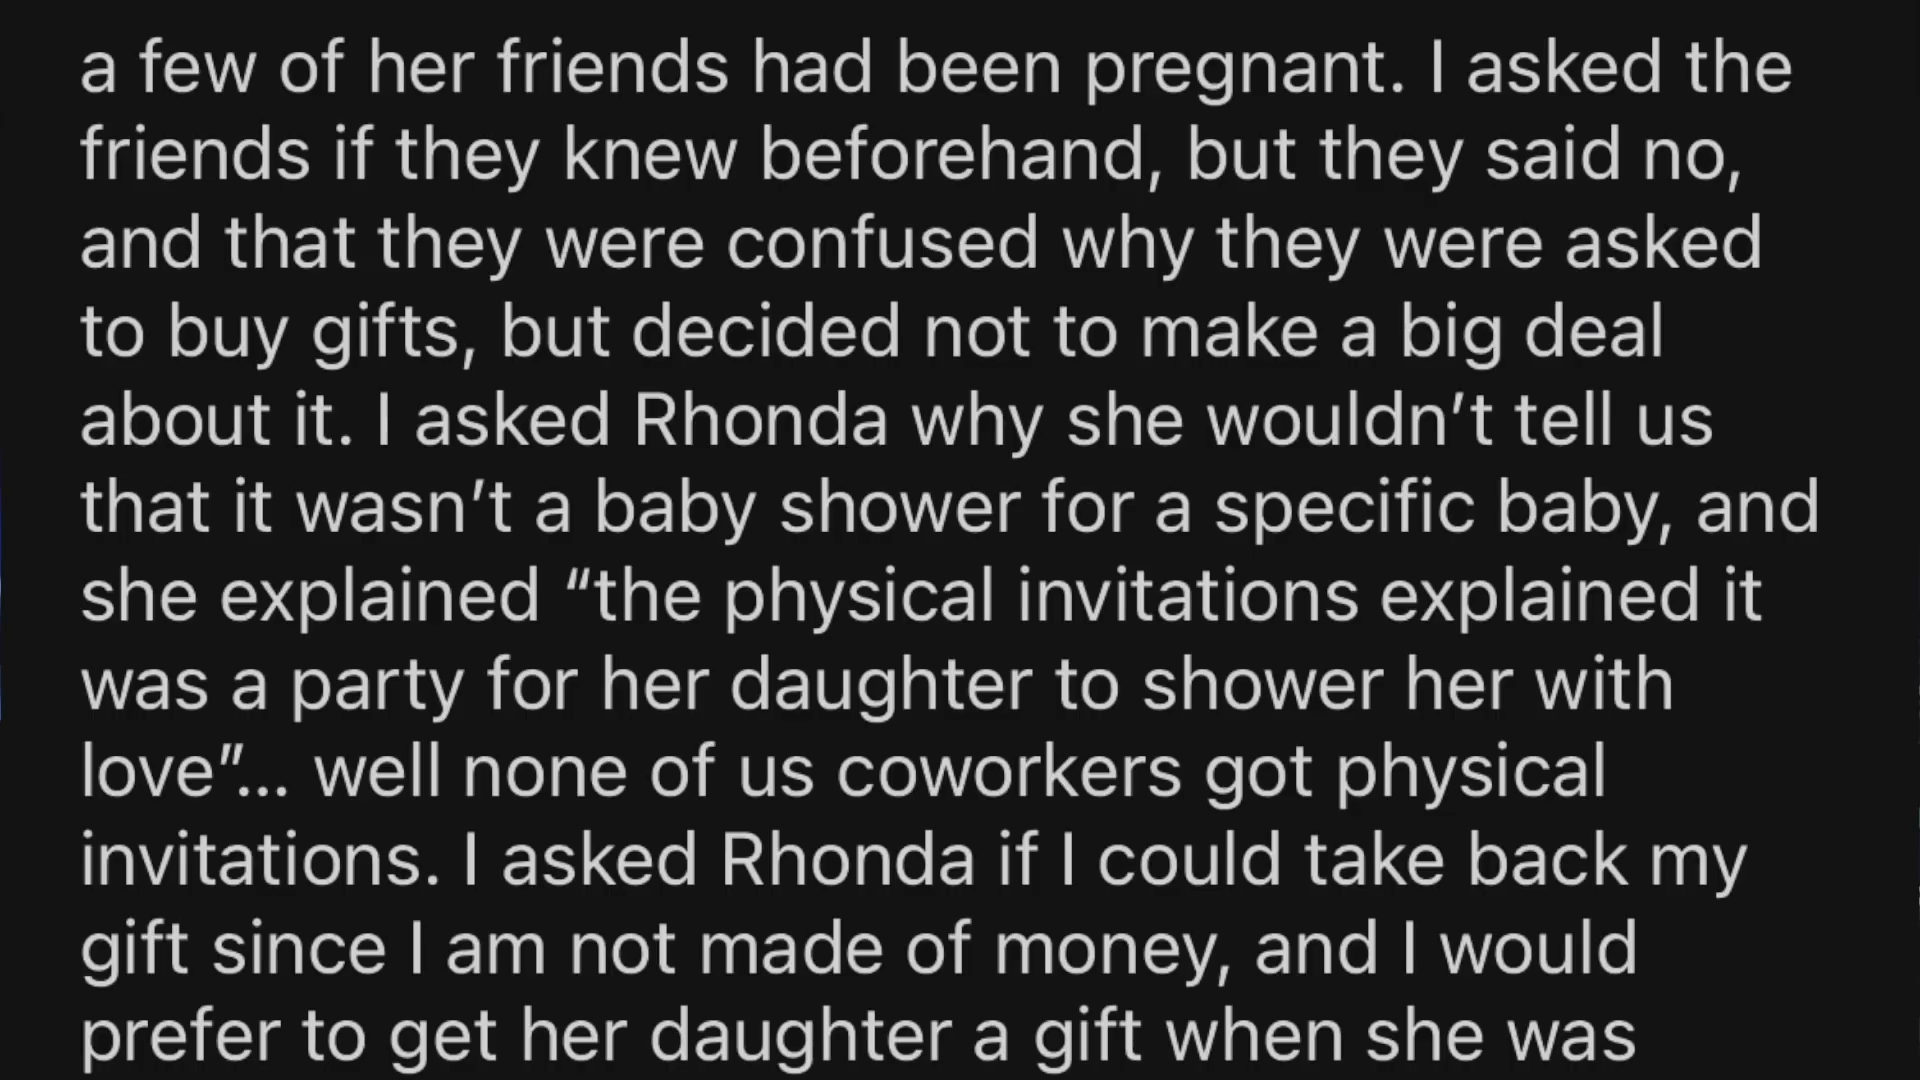 a few of her friends had been pregnant. I asked the
friends if they knew beforehand, but they said no,
and that they were confused why they were asked
to buy gifts, but decided not to make a big deal
about it. I asked Rhonda why she wouldn’t tell us
that it wasn’t a baby shower for a specific baby, and
she explained “the physical invitations explained it
was a party for her daughter to shower her with
love”... well none of us coworkers got physical
invitations. I asked Rhonda if I could take back my
gift since I am not made of money, and I would
prefer to get her daughter a gift when she was